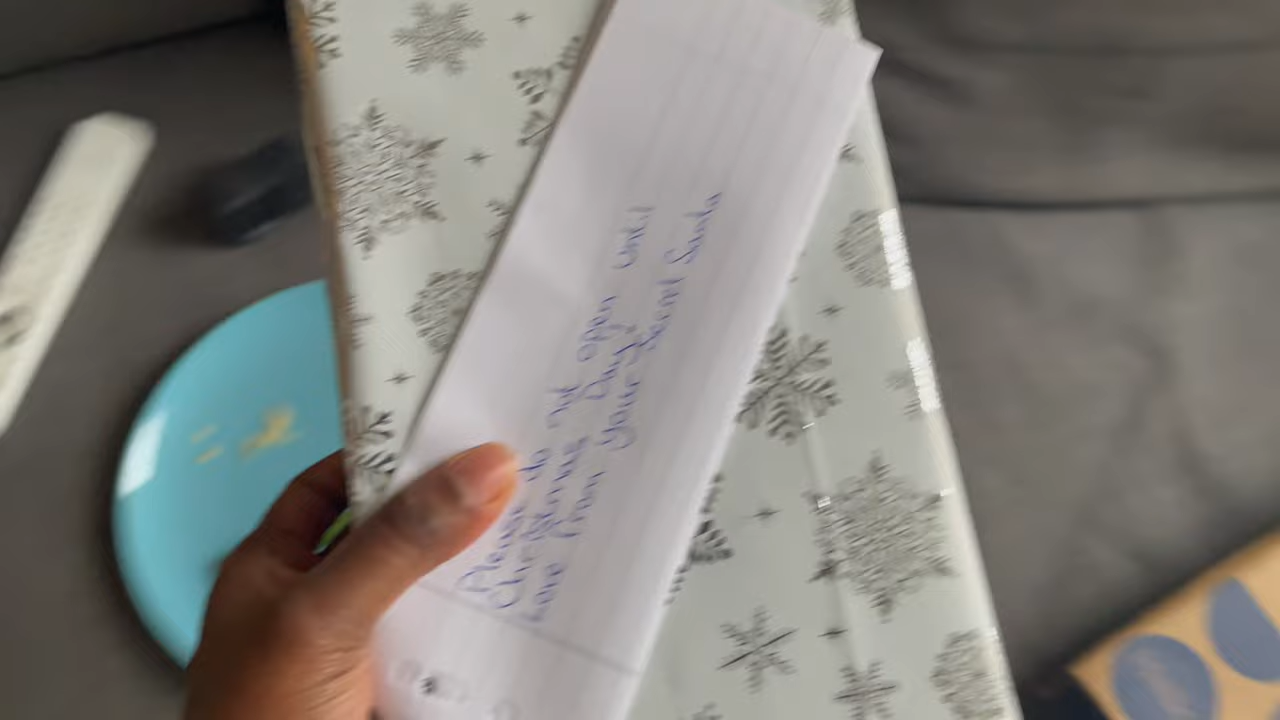 Please do not open until
Christmas Day!
Love from your Secret Santa